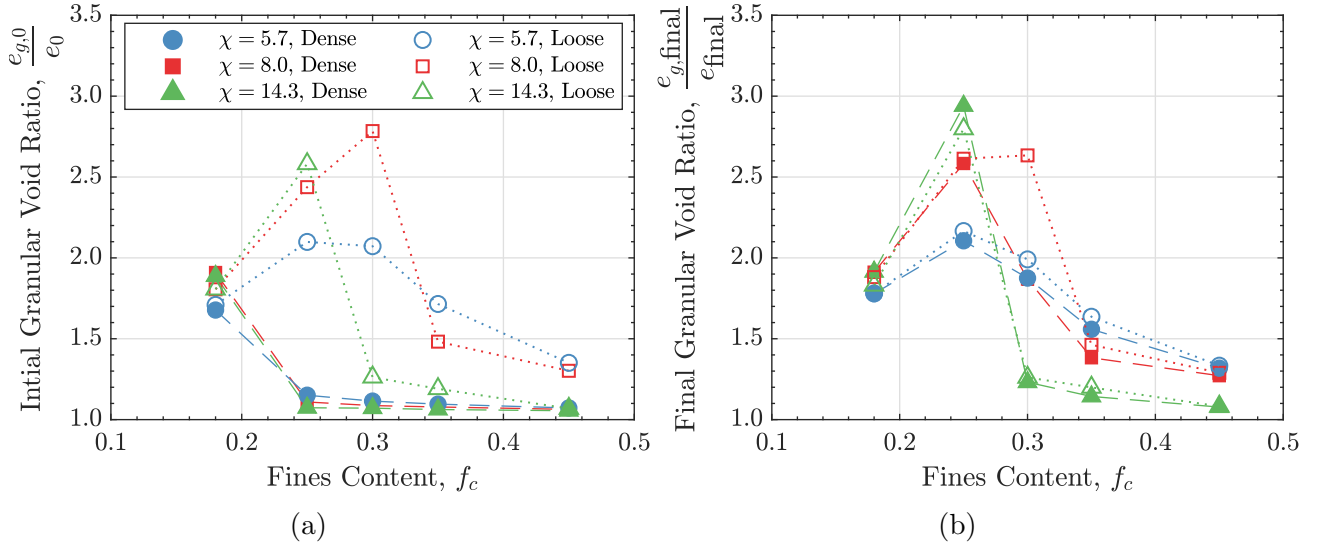 Intial Granular Void Ratio, e_{g,0}/e_0
3.5
3.0
2.5
2.0
1.5
1.0
χ = 5.7, Dense
χ = 8.0, Dense
χ = 14.3, Dense
χ = 5.7, Loose
χ = 8.0, Loose
χ = 14.3, Loose
0.1 0.2 0.3 0.4 0.5
Fines Content, f_c
(a)
Final Granular Void Ratio, e_{g,final}/e_{final}
3.5
3.0
2.5
2.0
1.5
1.0
0.1 0.2 0.3 0.4 0.5
Fines Content, f_c
(b)